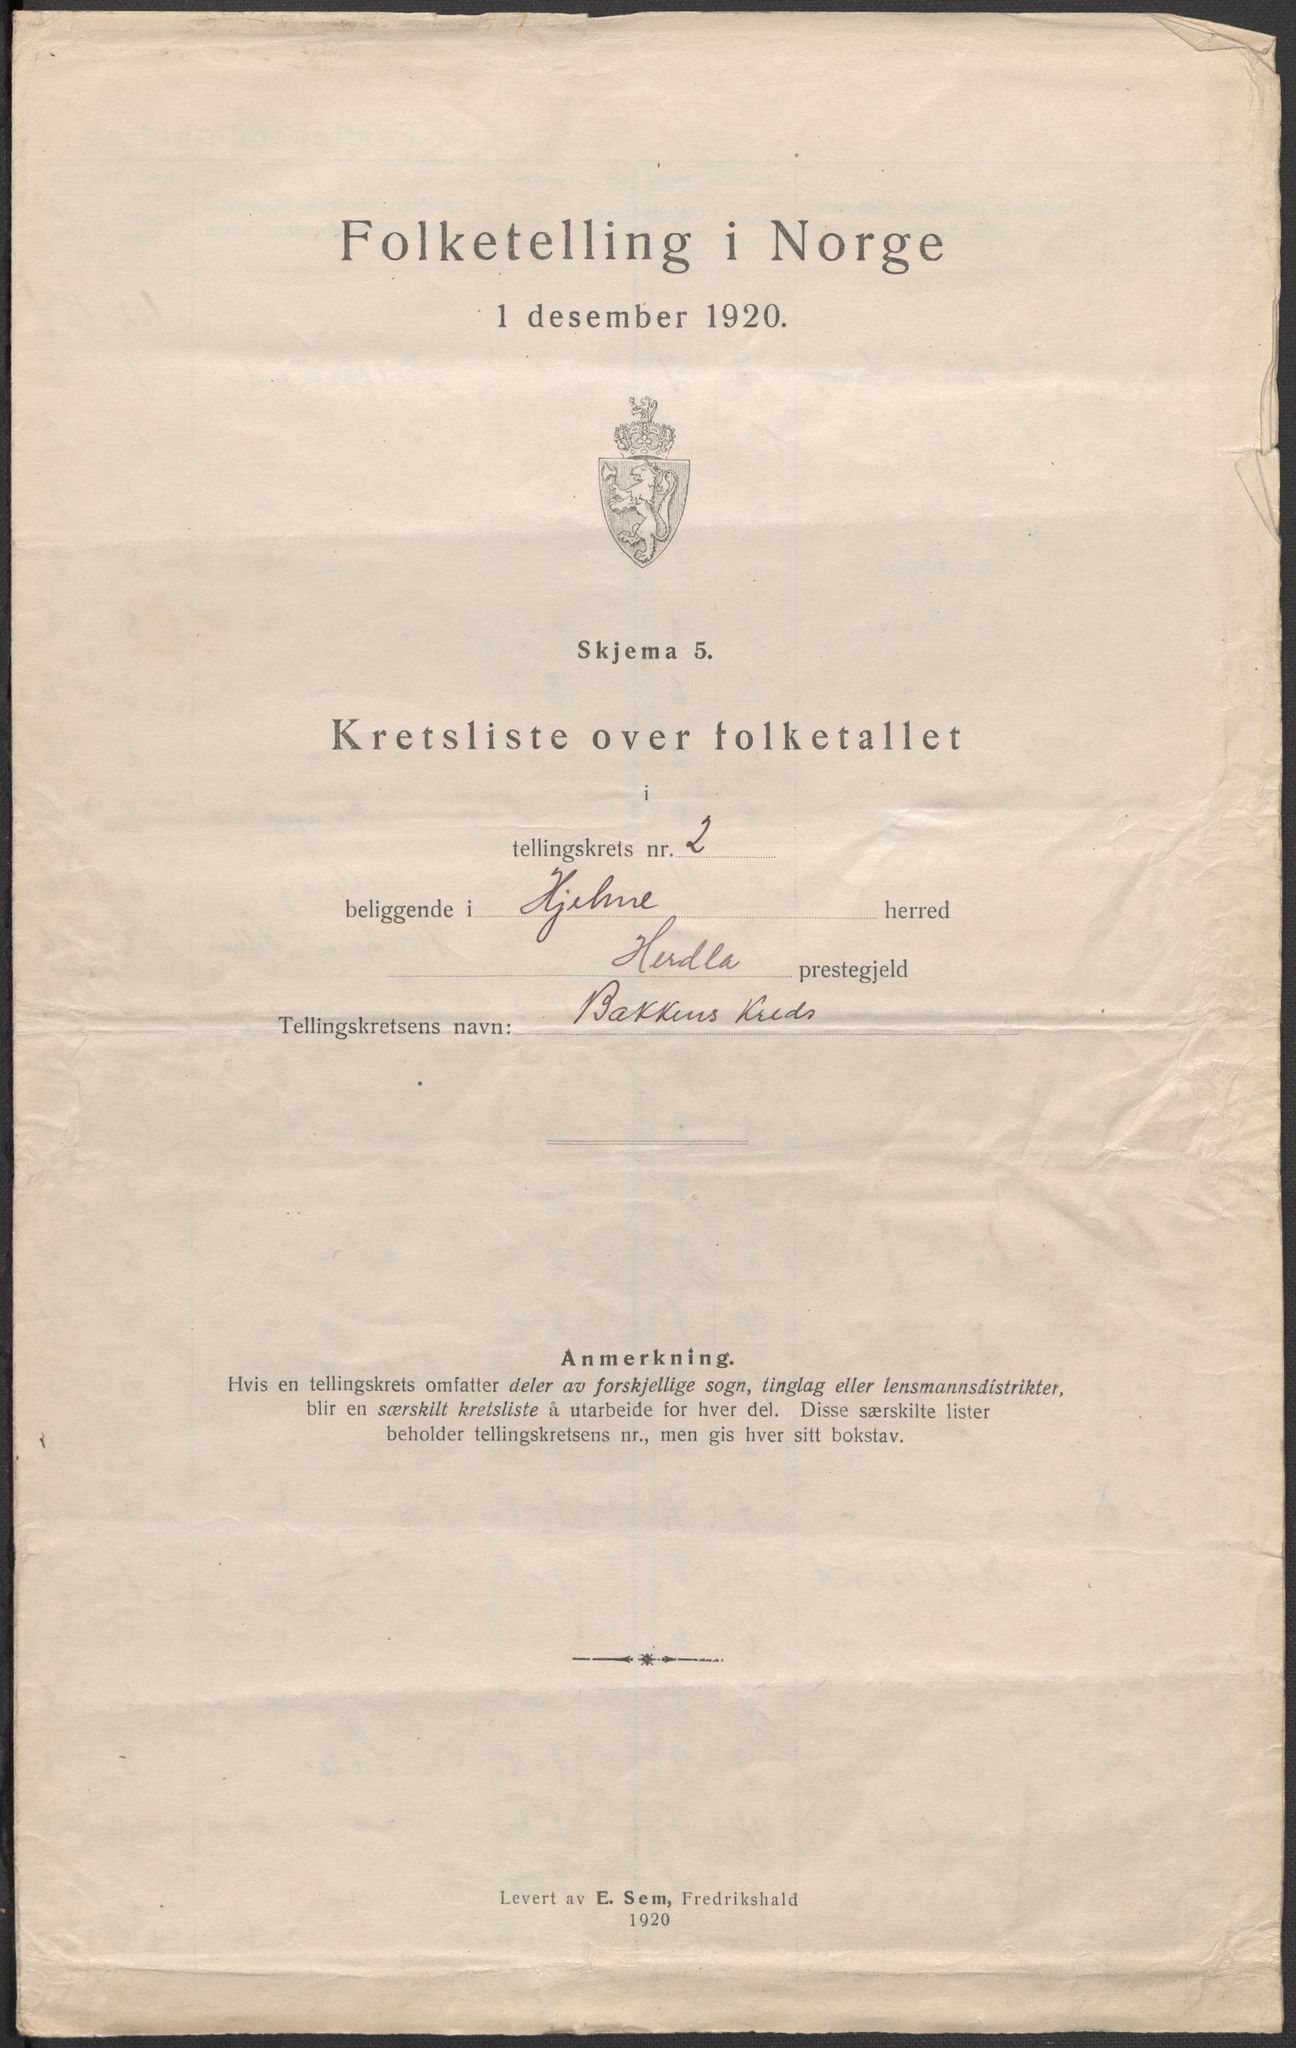 Folketelling i Norge
1 desember 1920.
Skjema 5.
Kretsliste over folketallet
i
tellingskrets nr. 2
beliggende i Hjelme herred
Herdla prestegjeld
Tellingskretsens navn: Bakkens Kreds
Anmerkning.
Hvis en tellingskrets omfatter deler av forskjellige sogn, tinglag eller lensmannsdistrikter,
blir en særskilt kretsliste å utarbeide for hver del. Disse særskilte lister
beholder tellingskretsens nr., men gis hver sitt bokstav.
Levert av E. Sem, Fredrikshald
1920